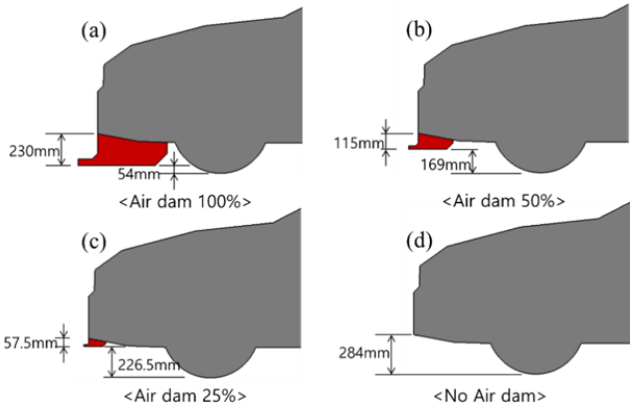 (a)
230mm
54mm
<Air dam 100%>
(b)
115mm
169mm
<Air dam 50%>
(c)
57.5mm
226.5mm
<Air dam 25%>
(d)
284mm
<No Air dam>